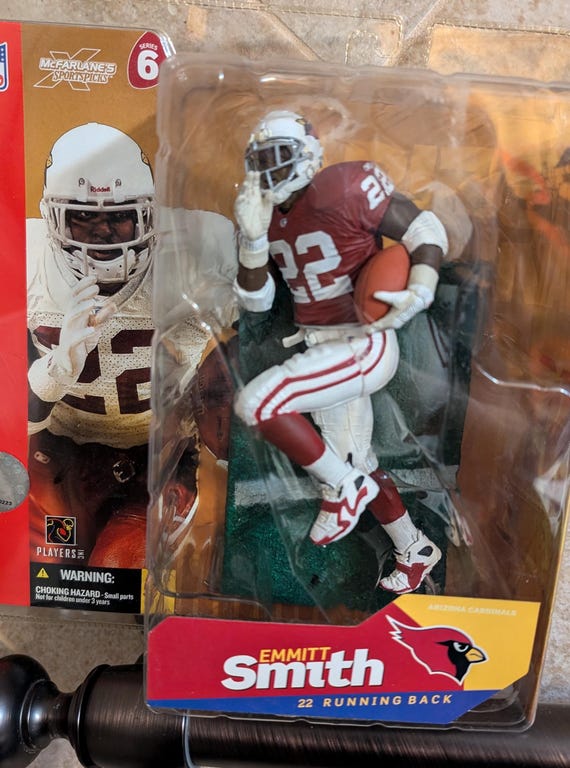 McFARLANE'S
SPORTSPICKS
SERIES
6
Riddell
22
22
22
PLAYERS INC
WARNING:
CHOKING HAZARD - Small parts
Not for children under 3 years
ARIZONA CARDINALS
EMMITT
Smith
22 RUNNING BACK